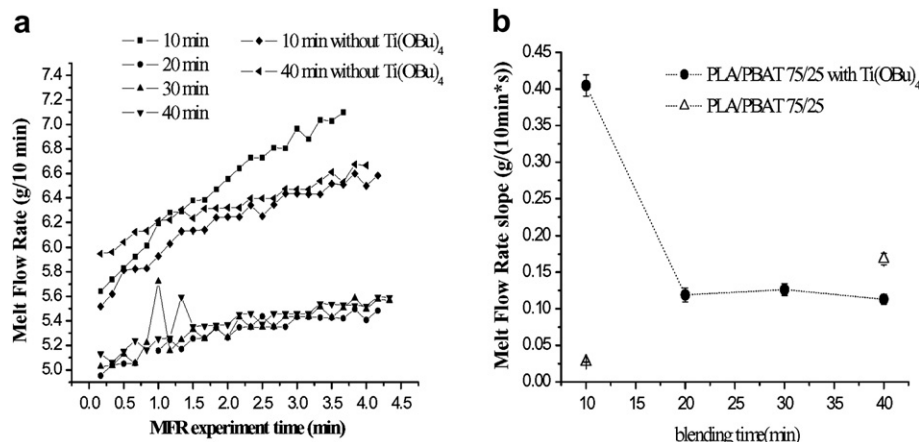 a
10 min
20 min
30 min
40 min
10 min without Ti(OBu)4
40 min without Ti(OBu)4
Melt Flow Rate (g/10 min)
7.4
7.2
7.0
6.8
6.6
6.4
6.2
6.0
5.8
5.6
5.4
5.2
5.0
0.0 0.5 1.0 1.5 2.0 2.5 3.0 3.5 4.0 4.5
MFR experiment time (min)
b
PLA/PBAT 75/25 with Ti(OBu)4
PLA/PBAT 75/25
Melt Flow Rate slope (g/(10min*s))
0.45
0.40
0.35
0.30
0.25
0.20
0.15
0.10
0.05
0.00
10 20 30 40
blending time(min)